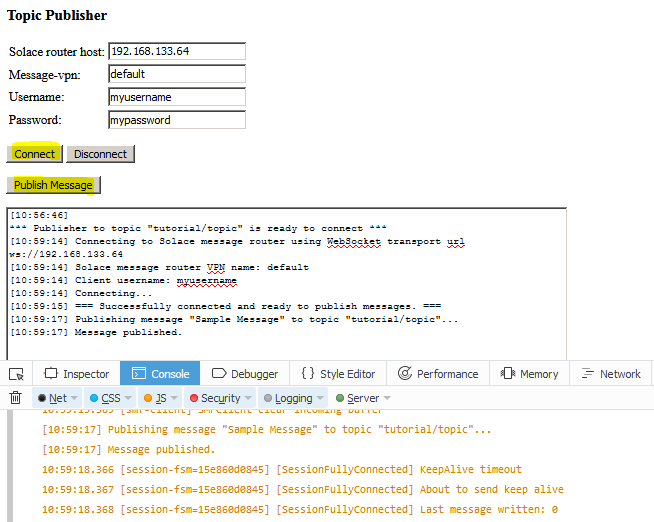 Topic Publisher
Solace router host: 192.168.133.64
Message-vpn: default
Username: myusername
Password: mypassword
Connect Disconnect
Publish Message
[10:56:46]
*** Publisher to topic "tutorial/topic" is ready to connect ***
[10:59:14] Connecting to Solace message router using WebSocket transport url
ws://192.168.133.64
[10:59:14] Solace message router VPN name: default
[10:59:14] Client username: myusername
[10:59:14] Connecting...
[10:59:15] === Successfully connected and ready to publish messages. ===
[10:59:17] Publishing message "Sample Message" to topic "tutorial/topic"...
[10:59:17] Message published.
Inspector Console Debugger { } Style Editor Performance Memory Network
Net CSS JS Security Logging Server
[10:59:17] Publishing message "Sample Message" to topic "tutorial/topic"...
[10:59:17] Message published.
10:59:18.366 [session-fsm=15e860d0845] [SessionFullyConnected] KeepAlive timeout
10:59:18.367 [session-fsm=15e860d0845] [SessionFullyConnected] About to send keep alive
10:59:18.368 [session-fsm=15e860d0845] [SessionFullyConnected] Last message written: 0